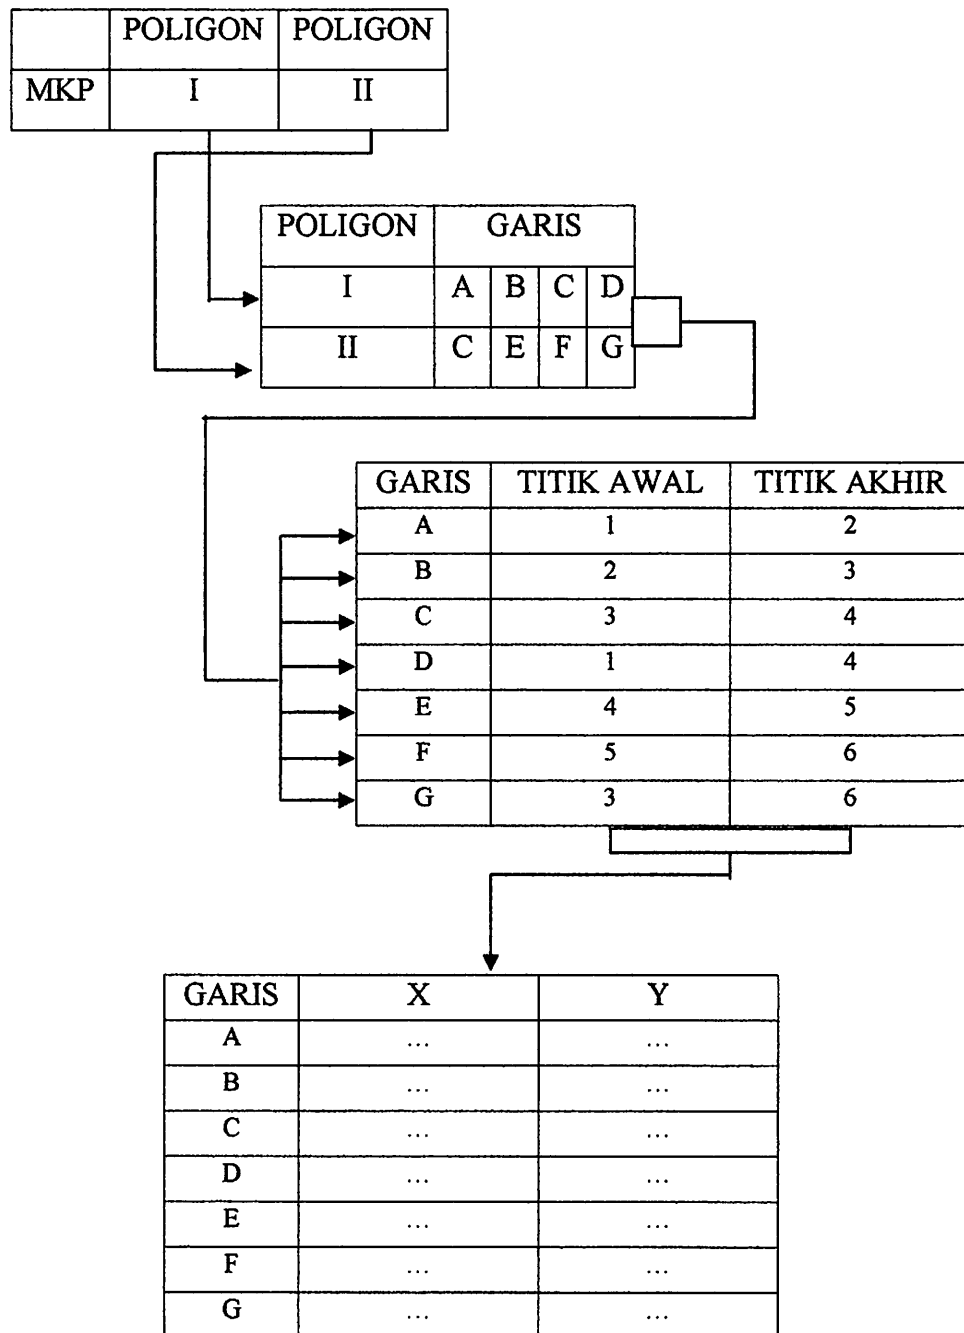 POLIGON POLIGON
MKP I II
POLIGON GARIS
I A B C D
II C E F G
GARIS TITIK AWAL TITIK AKHIR
A 1 2
B 2 3
C 3 4
D 1 4
E 4 5
F 5 6
G 3 6
GARIS X Y
A ... ...
B ... ...
C ... ...
D ... ...
E ... ...
F ... ...
G ... ...